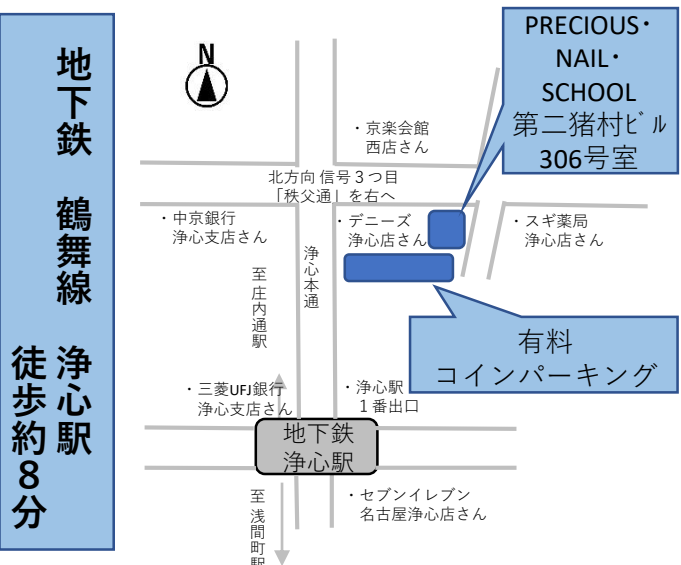 地下鉄 鶴舞線 浄心駅
徒歩約８分
N
PRECIOUS・
NAIL・
SCHOOL
第二猪村ﾋﾞﾙ
306号室
・京楽会館
西店さん
北方向 信号３つ目
「秩父通」を右へ
・中京銀行
浄心支店さん
・デニーズ
浄心店さん
・スギ薬局
浄心店さん
浄心本通
至 庄内通駅
有料
コインパーキング
・三菱UFJ銀行
浄心支店さん
・浄心駅
１番出口
地下鉄
浄心駅
・セブンイレブン
名古屋浄心店さん
至 浅間町駅